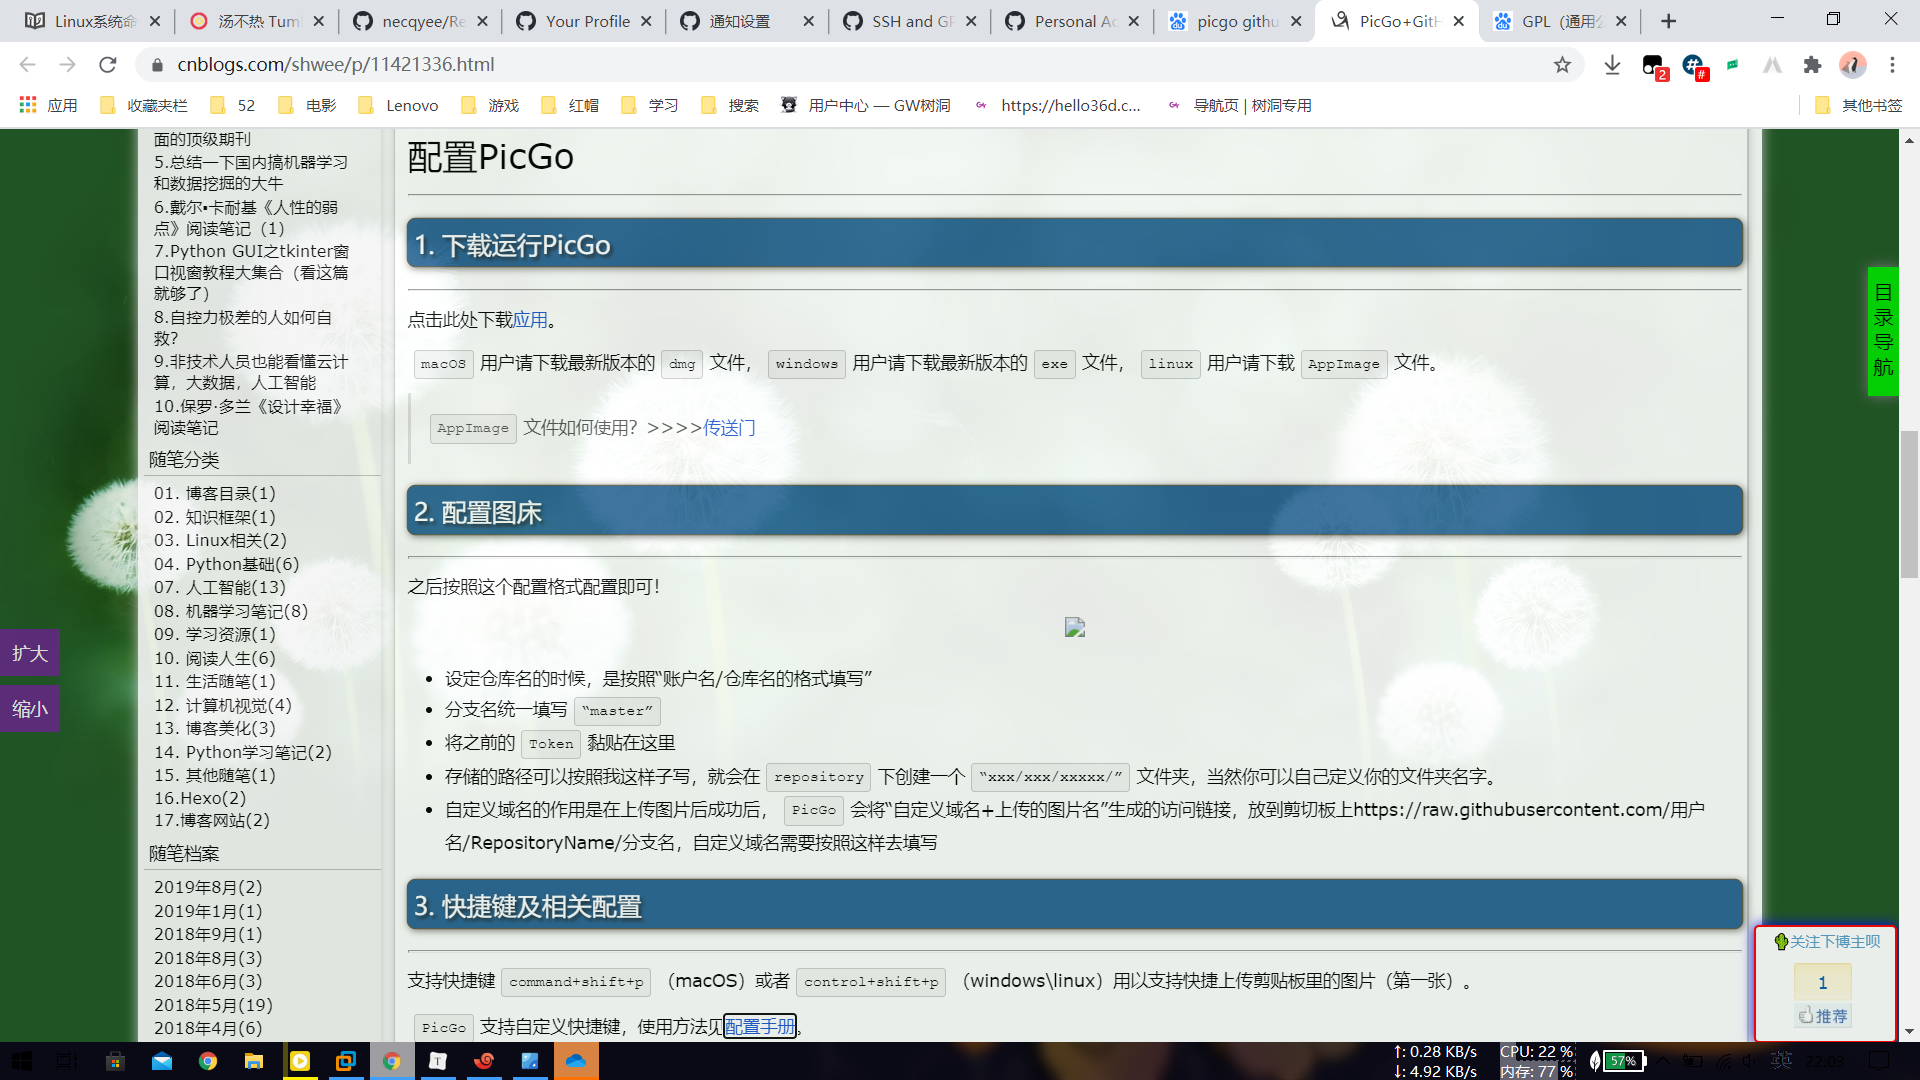 Linux系统命
汤不热 Tum
necqyee/Re
Your Profile
通知设置
SSH and GP
Personal Ac
picgo githu
PicGo+GitH
GPL（通用公
cnblogs.com/shwee/p/11421336.html
2
#
应用
收藏夹栏
52
电影
Lenovo
游戏
红帽
学习
搜索
用户中心 — GW树洞
https://hello36d.c...
导航页 | 树洞专用
其他书签
面的顶级期刊
5.总结一下国内搞机器学习
和数据挖掘的大牛
6.戴尔▪卡耐基《人性的弱
点》阅读笔记（1）
7.Python GUI之tkinter窗
口视窗教程大集合（看这篇
就够了）
8.自控力极差的人如何自
救？
9.非技术人员也能看懂云计
算，大数据，人工智能
10.保罗·多兰《设计幸福》
阅读笔记
随笔分类
01. 博客目录(1)
02. 知识框架(1)
03. Linux相关(2)
04. Python基础(6)
07. 人工智能(13)
08. 机器学习笔记(8)
09. 学习资源(1)
10. 阅读人生(6)
11. 生活随笔(1)
12. 计算机视觉(4)
13. 博客美化(3)
14. Python学习笔记(2)
15. 其他随笔(1)
16.Hexo(2)
17.博客网站(2)
随笔档案
2019年8月(2)
2019年1月(1)
2018年9月(1)
2018年8月(3)
2018年6月(3)
2018年5月(19)
2018年4月(6)
扩大
缩小
配置PicGo
1. 下载运行PicGo
点击此处下载应用。
macOS 用户请下载最新版本的 dmg 文件， windows 用户请下载最新版本的 exe 文件， linux 用户请下载 AppImage 文件。
AppImage 文件如何使用？>>>>传送门
2. 配置图床
之后按照这个配置格式配置即可！
设定仓库名的时候，是按照“账户名/仓库名的格式填写”
分支名统一填写 “master”
将之前的 Token 黏贴在这里
存储的路径可以按照我这样子写，就会在 repository 下创建一个 “xxx/xxx/xxxxx/” 文件夹，当然你可以自己定义你的文件夹名字。
自定义域名的作用是在上传图片后成功后， PicGo 会将“自定义域名+上传的图片名”生成的访问链接，放到剪切板上https://raw.githubusercontent.com/用户
名/RepositoryName/分支名，自定义域名需要按照这样去填写
3. 快捷键及相关配置
支持快捷键 command+shift+p （macOS）或者 control+shift+p （windows\linux）用以支持快捷上传剪贴板里的图片（第一张）。
PicGo 支持自定义快捷键，使用方法见配置手册。
目
录
导
航
关注下博主呗
1
推荐
↑: 0.28 KB/s
↓: 4.92 KB/s
CPU: 22 %
内存: 77 %
57%
英
22:03